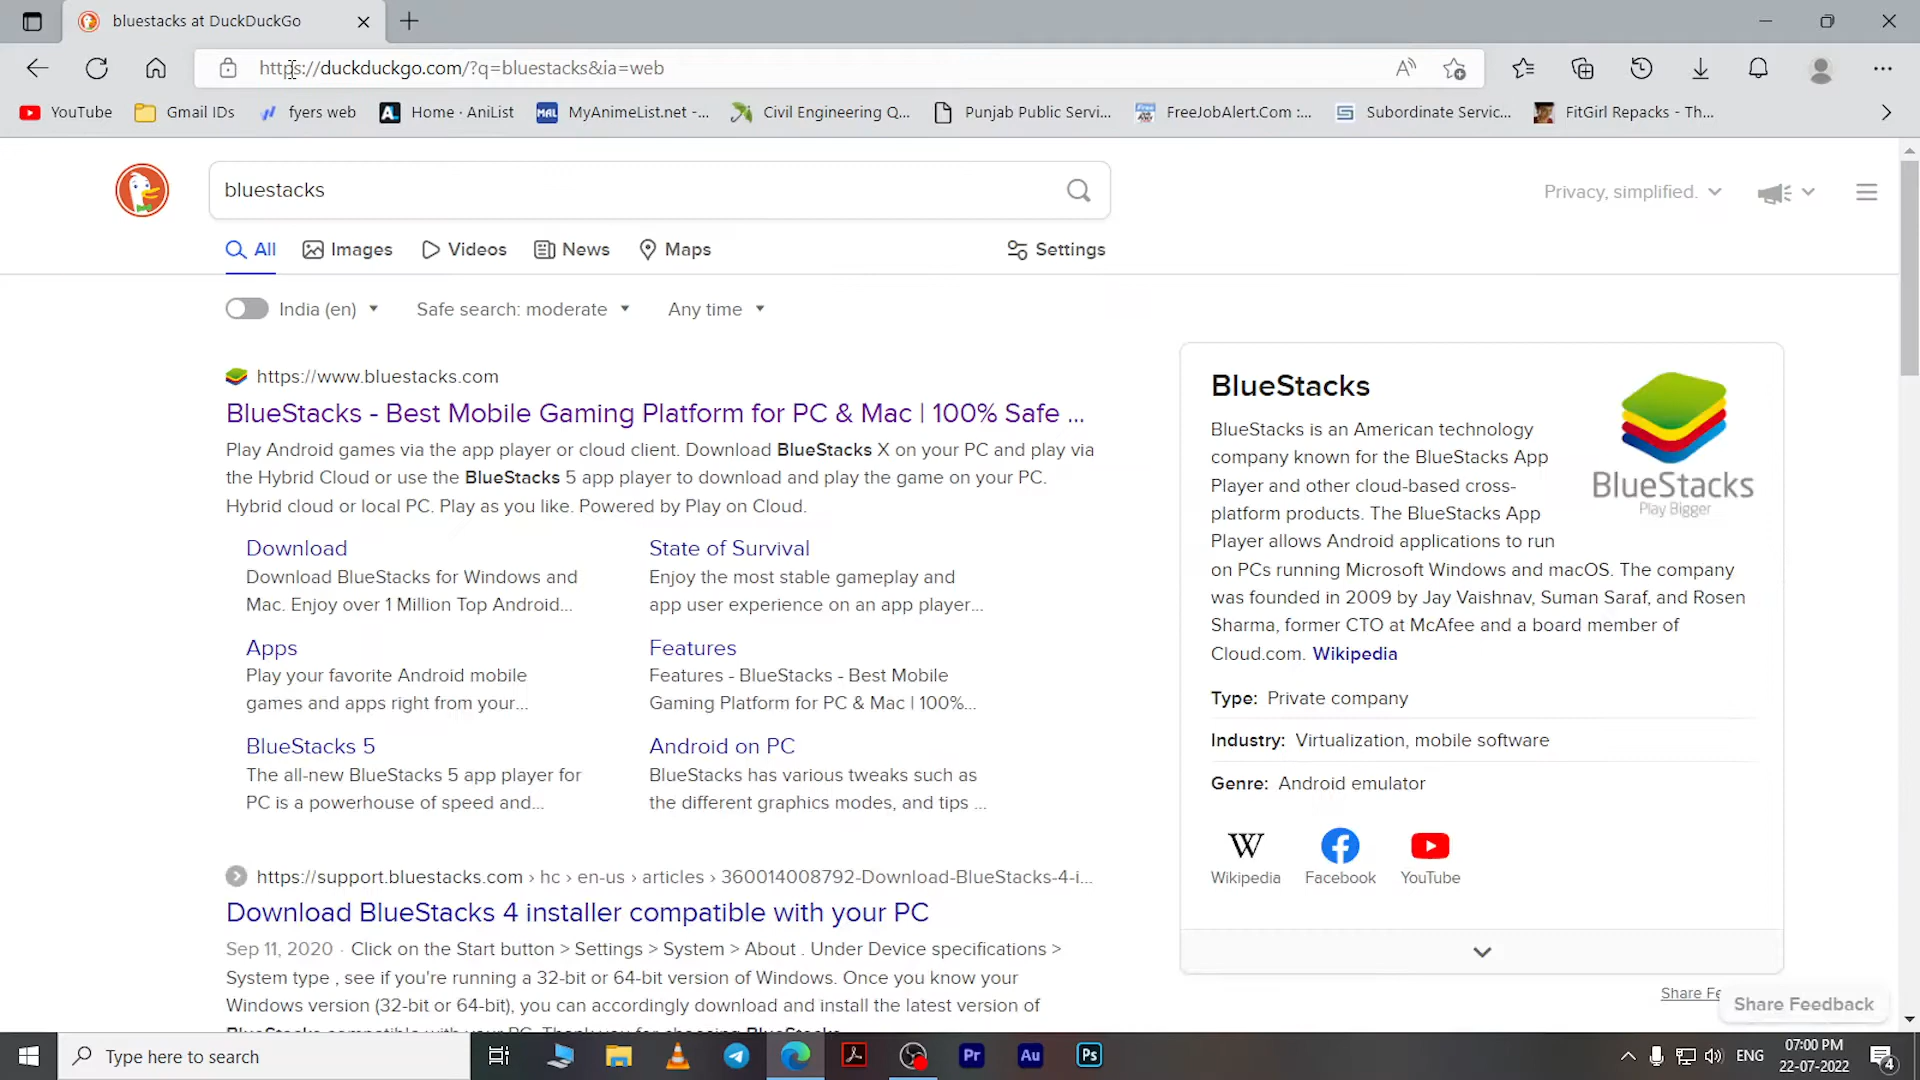 bluestacks at DuckDuckGo
https://duckduckgo.com/?q=bluestacks&ia=web
YouTube
Gmail IDs
fyers web
Home · AniList
MyAnimeList.net -...
Civil Engineering Q...
Punjab Public Servi...
FreeJobAlert.Com :...
Subordinate Servic...
FitGirl Repacks - Th...
bluestacks
Privacy, simplified.
All
Images
Videos
News
Maps
Settings
India (en)
Safe search: moderate
Any time
https://www.bluestacks.com
BlueStacks - Best Mobile Gaming Platform for PC & Mac | 100% Safe ...
Play Android games via the app player or cloud client. Download BlueStacks X on your PC and play via
the Hybrid Cloud or use the BlueStacks 5 app player to download and play the game on your PC.
Hybrid cloud or local PC. Play as you like. Powered by Play on Cloud.
Download
Download BlueStacks for Windows and
Mac. Enjoy over 1 Million Top Android...
State of Survival
Enjoy the most stable gameplay and
app user experience on an app player...
Apps
Play your favorite Android mobile
games and apps right from your...
Features
Features - BlueStacks - Best Mobile
Gaming Platform for PC & Mac | 100%...
BlueStacks 5
The all-new BlueStacks 5 app player for
PC is a powerhouse of speed and...
Android on PC
BlueStacks has various tweaks such as
the different graphics modes, and tips ...
https://support.bluestacks.com › hc › en-us › articles › 360014008792-Download-BlueStacks-4-i...
Download BlueStacks 4 installer compatible with your PC
Sep 11, 2020 · Click on the Start button > Settings > System > About . Under Device specifications >
System type , see if you're running a 32-bit or 64-bit version of Windows. Once you know your
Windows version (32-bit or 64-bit), you can accordingly download and install the latest version of
BlueStacks compatible with your PC. Thank you for choosing BlueStacks.
BlueStacks
BlueStacks is an American technology
company known for the BlueStacks App
Player and other cloud-based cross-
platform products. The BlueStacks App
Player allows Android applications to run
on PCs running Microsoft Windows and macOS. The company
was founded in 2009 by Jay Vaishnav, Suman Saraf, and Rosen
Sharma, former CTO at McAfee and a board member of
Cloud.com. Wikipedia
BlueStacks
Play Bigger
Type: Private company
Industry: Virtualization, mobile software
Genre: Android emulator
W
Wikipedia
Facebook
YouTube
Share Fe
Share Feedback
Type here to search
Pr
Au
Ps
ENG
07:00 PM
22-07-2022
4